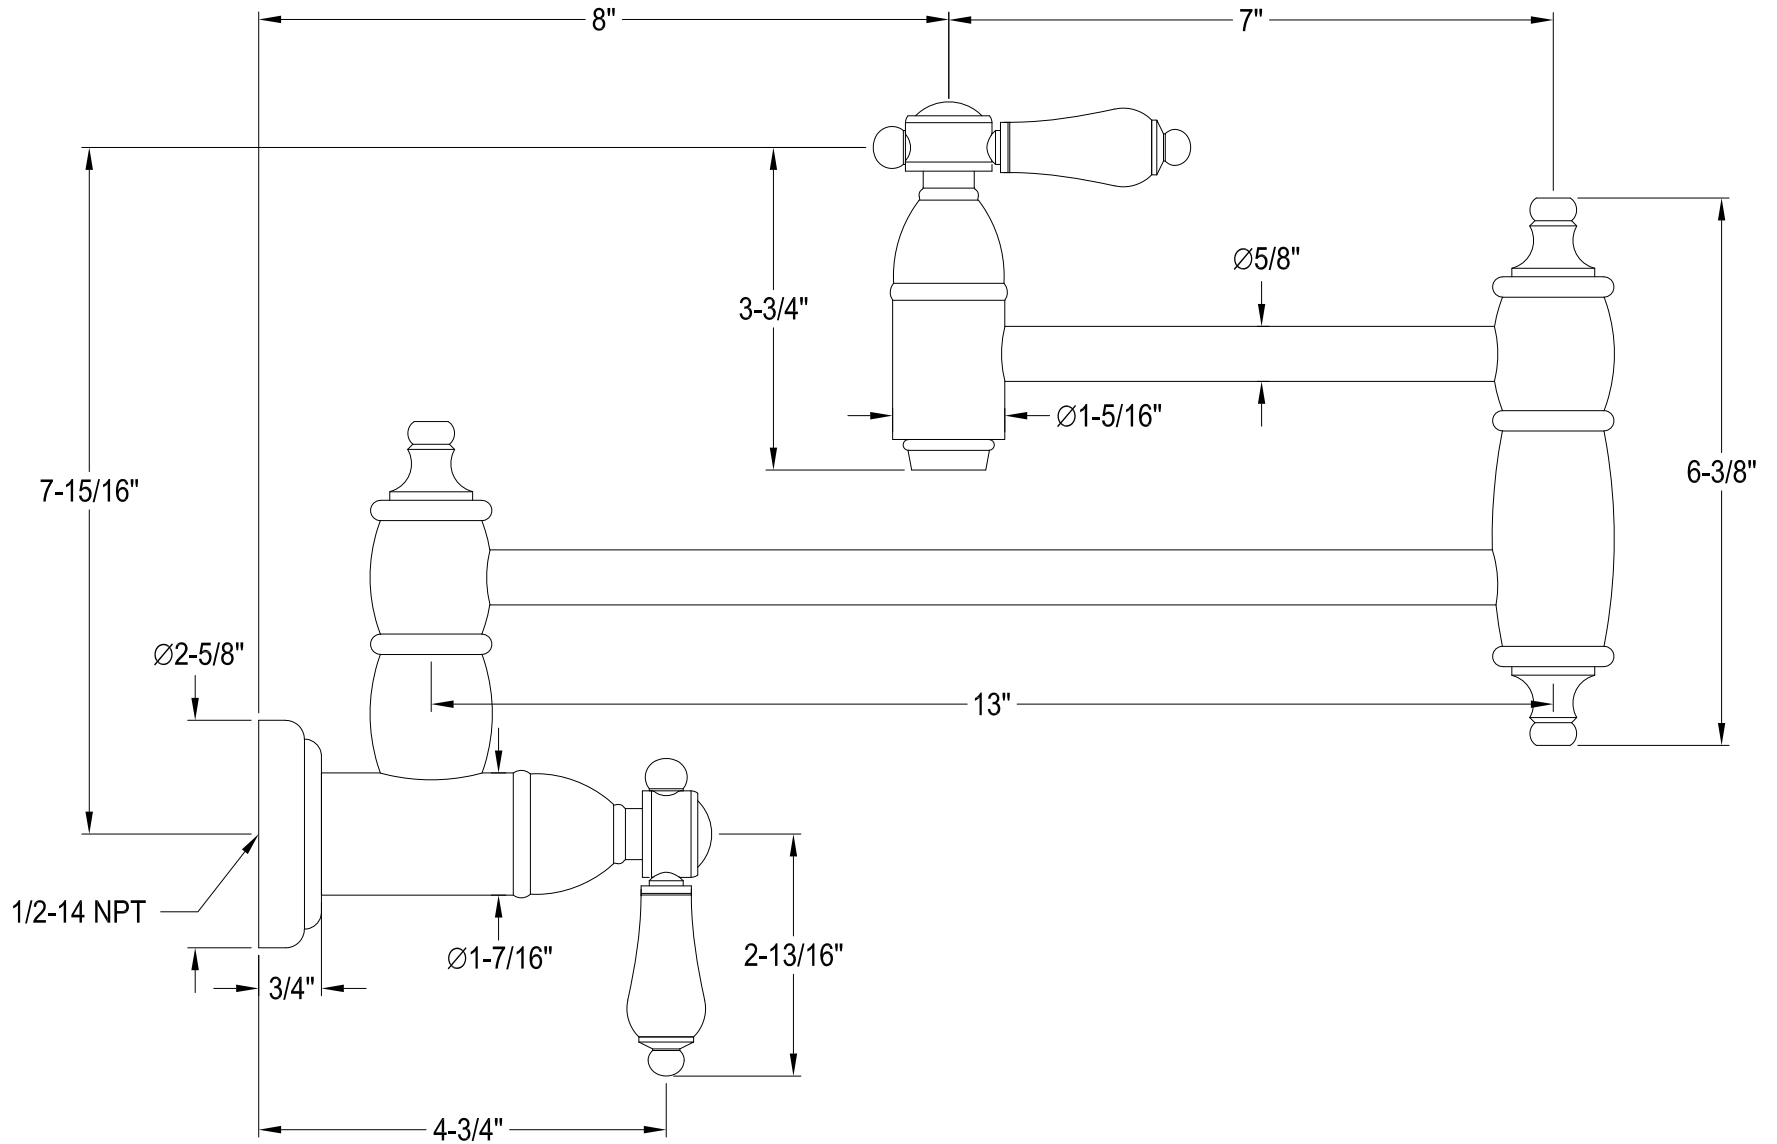 8"
7"
Ø5/8"
3-3/4"
Ø1-5/16"
6-3/8"
7-15/16"
Ø2-5/8"
13"
1/2-14 NPT
Ø1-7/16"
2-13/16"
3/4"
4-3/4"